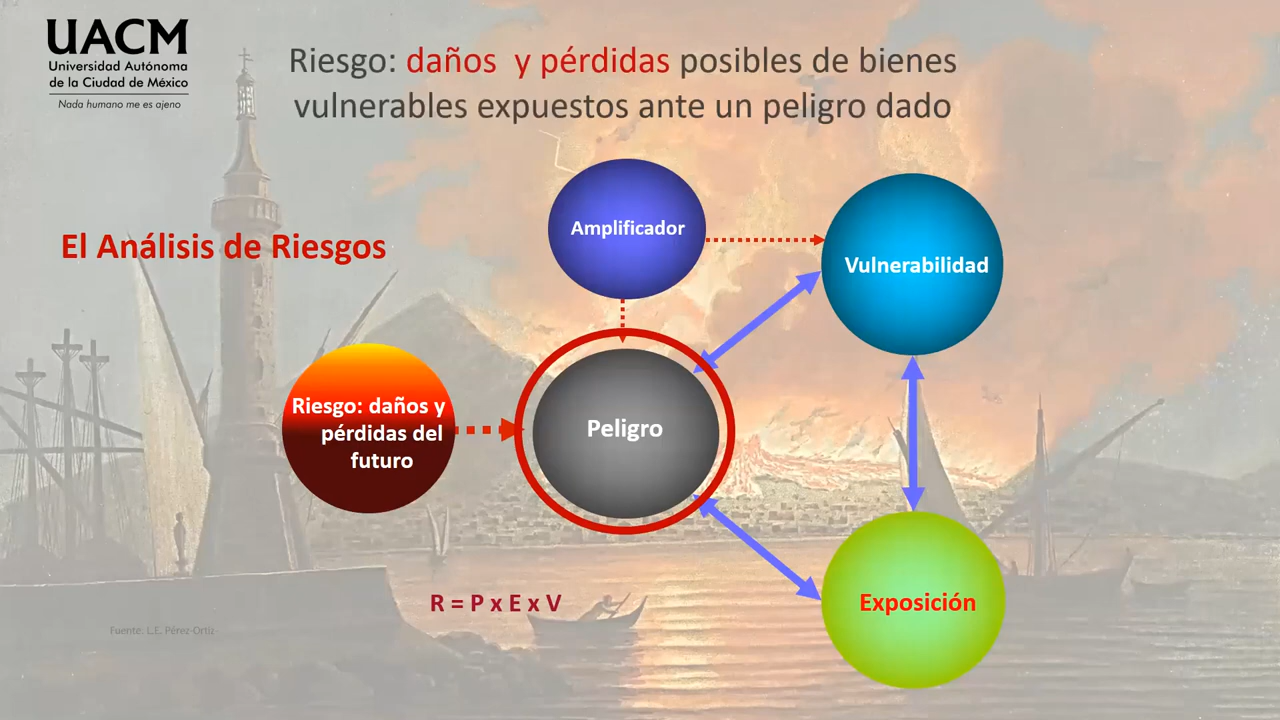 UACM
Universidad Autónoma
de la Ciudad de México
Nada humano me es ajeno
Riesgo: daños y pérdidas posibles de bienes
vulnerables expuestos ante un peligro dado
El Análisis de Riesgos
Amplificador
Vulnerabilidad
Riesgo: daños y
pérdidas del
futuro
Peligro
Exposición
R = P x E x V
Fuente. L.E. Pérez-Ortiz-